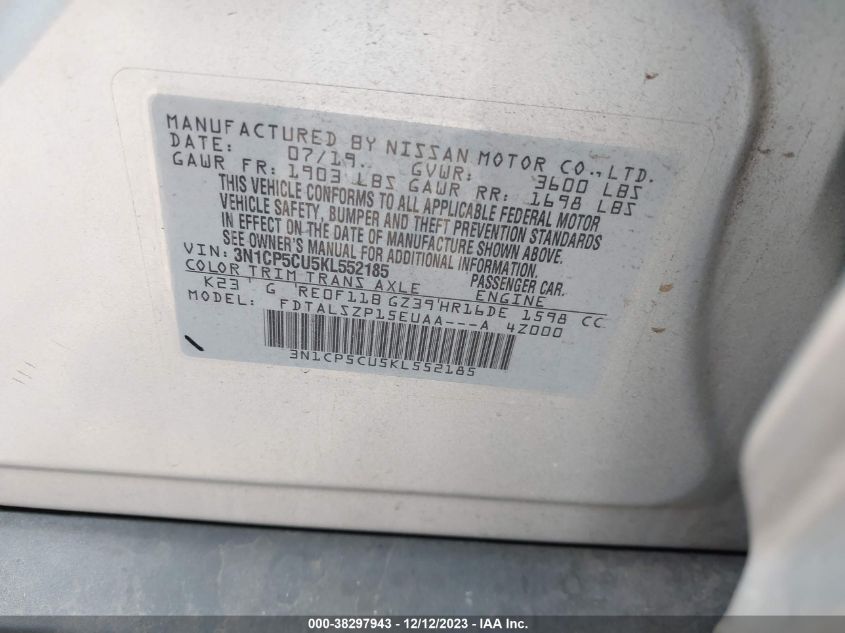 MANUFACTURED BY NISSAN MOTOR CO.,LTD.
DATE: 07/19 GVWR: 3600 LBS
GAWR FR: 1903 LBS GAWR RR: 1698 LBS
THIS VEHICLE CONFORMS TO ALL APPLICABLE FEDERAL MOTOR
VEHICLE SAFETY, BUMPER AND THEFT PREVENTION STANDARDS
IN EFFECT ON THE DATE OF MANUFACTURE SHOWN ABOVE.
SEE OWNER'S MANUAL FOR ADDITIONAL INFORMATION.
VIN: 3N1CP5CU5KL552185 PASSENGER CAR.
COLOR TRIM TRANS AXLE ENGINE
K23 G RE0F11B GZ39 HR16DE 1598 CC
MODEL: FDTALSZP15EUAA---A 4Z000
3N1CP5CU5KL552185
000-38297943 - 12/12/2023 - IAA Inc.